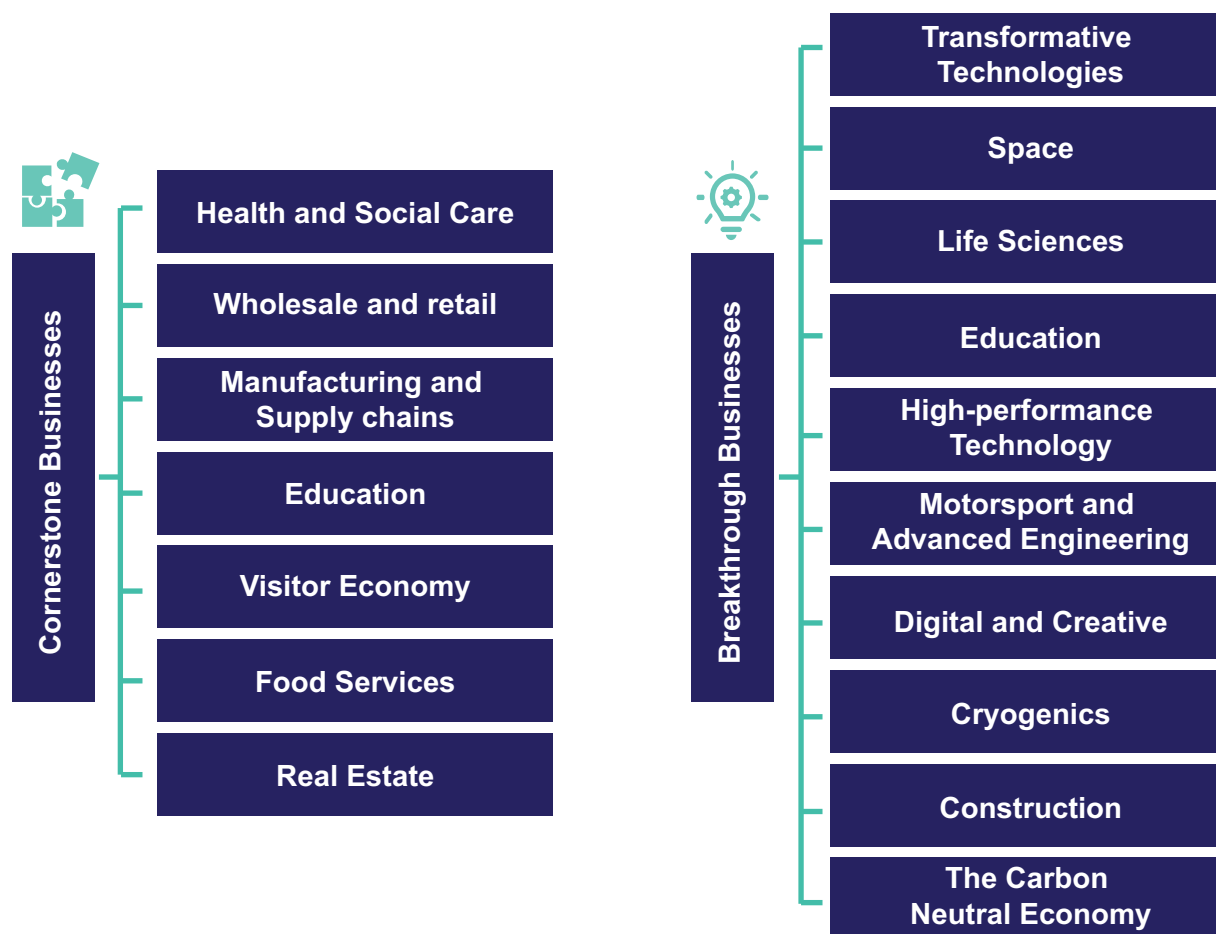 Cornerstone Businesses
Health and Social Care
Wholesale and retail
Manufacturing and
Supply chains
Education
Visitor Economy
Food Services
Real Estate
Breakthrough Businesses
Transformative
Technologies
Space
Life Sciences
Education
High-performance
Technology
Motorsport and
Advanced Engineering
Digital and Creative
Cryogenics
Construction
The Carbon
Neutral Economy